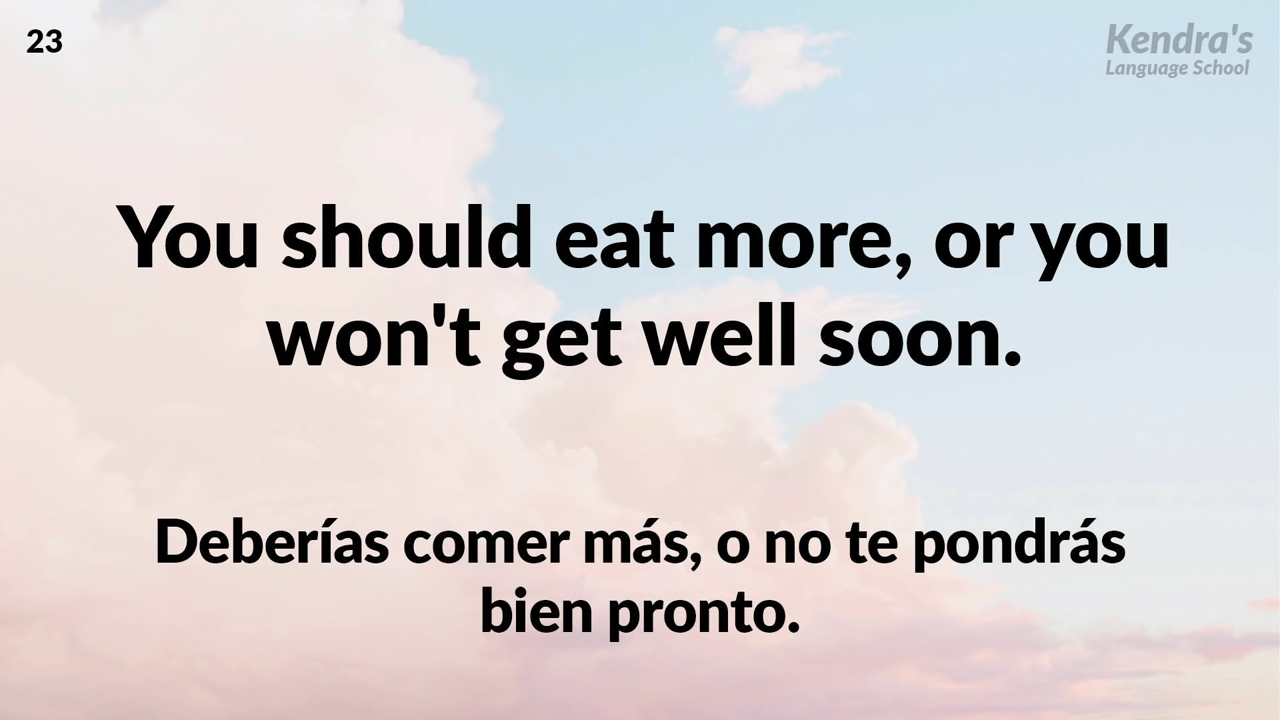 23
Kendra's
Language School
You should eat more, or you
won't get well soon.
Deberías comer más, o no te pondrás
bien pronto.